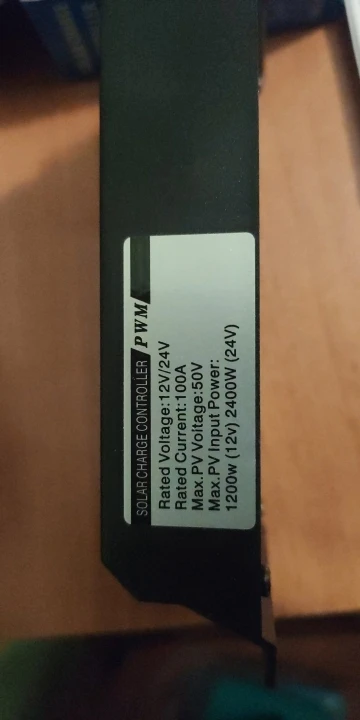 SOLAR CHARGE CONTROLLER PWM
Rated Voltage:12V/24V
Rated Current:100A
Max.PV Voltage:50V
Max.PV Input Power:
1200w (12v) 2400W (24V)